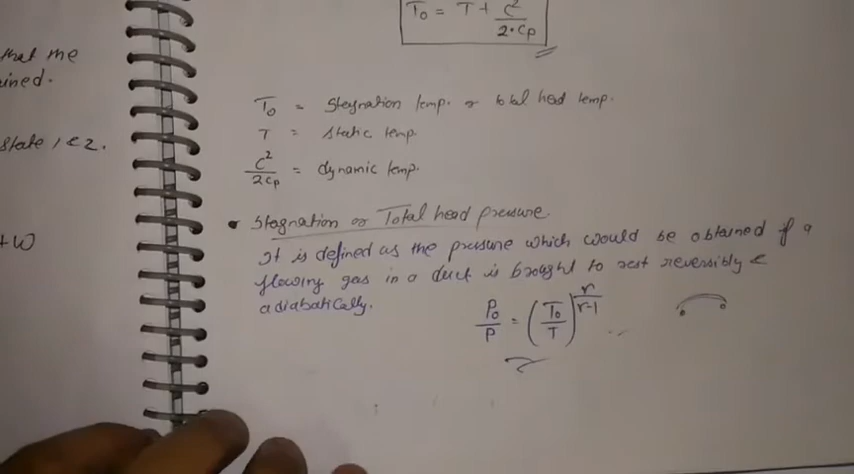 that me
ined.
State 1 & 2.
+W
T₀ = T + C²/2·Cp
T₀ = Stagnation temp. or total head temp.
T = static temp.
C²/2Cp = dynamic temp.
• Stagnation or Total head pressure.
It is defined as the pressure which would be obtained if a
flowing gas in a duct is brought to rest reversibly &
adiabatically.
P₀/P = (T₀/T)^(r/r-1)